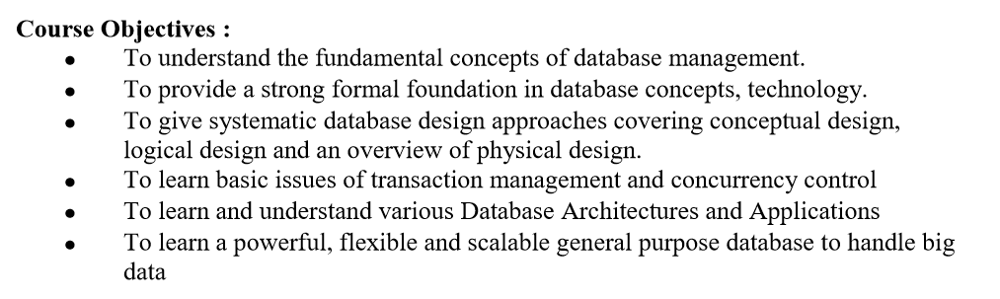 Course Objectives :
• To understand the fundamental concepts of database management.
• To provide a strong formal foundation in database concepts, technology.
• To give systematic database design approaches covering conceptual design,
logical design and an overview of physical design.
• To learn basic issues of transaction management and concurrency control
• To learn and understand various Database Architectures and Applications
• To learn a powerful, flexible and scalable general purpose database to handle big
data